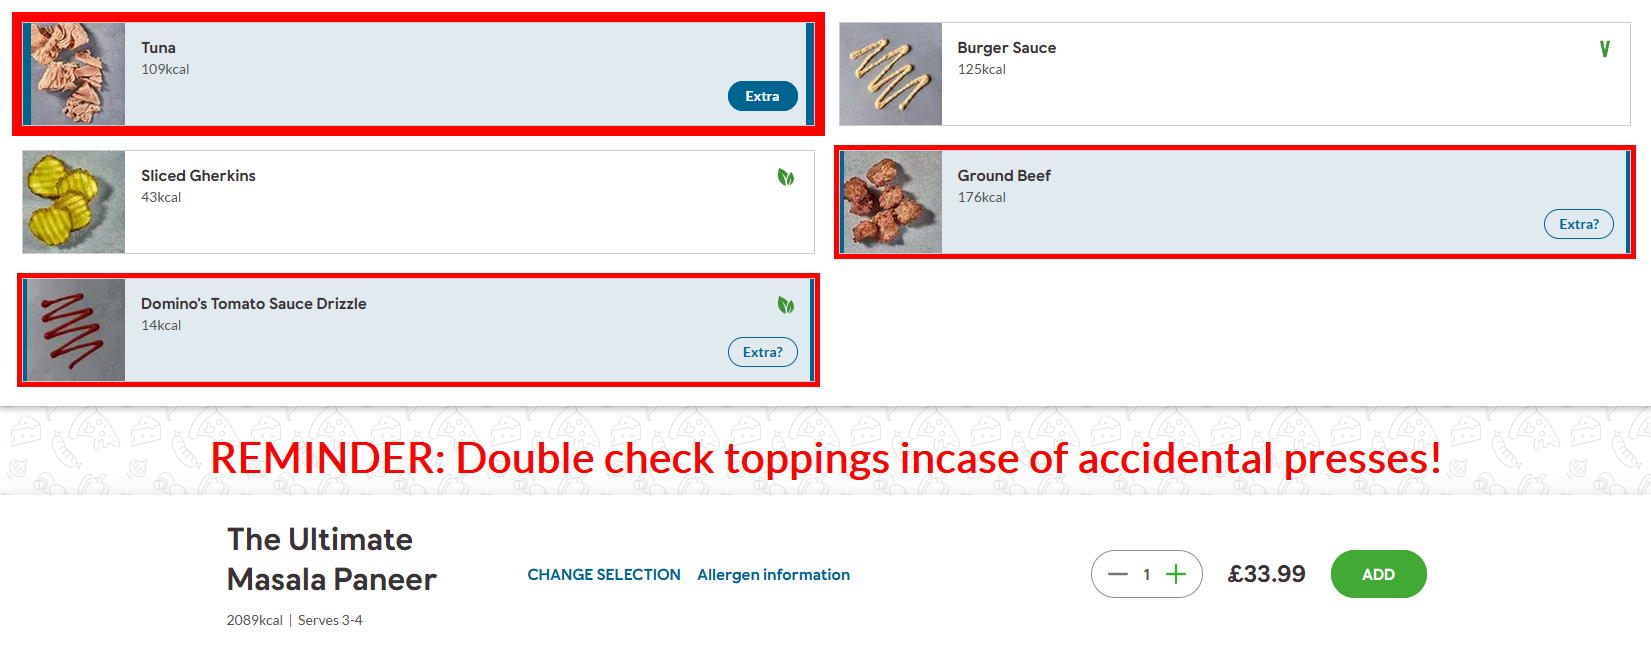 Tuna
109kcal
Extra
Burger Sauce
125kcal
Sliced Gherkins
43kcal
Ground Beef
176kcal
Extra?
Domino's Tomato Sauce Drizzle
14kcal
Extra?
REMINDER: Double check toppings incase of accidental presses!
The Ultimate
Masala Paneer
2089kcal | Serves 3-4
CHANGE SELECTION Allergen information
1 £33.99 ADD